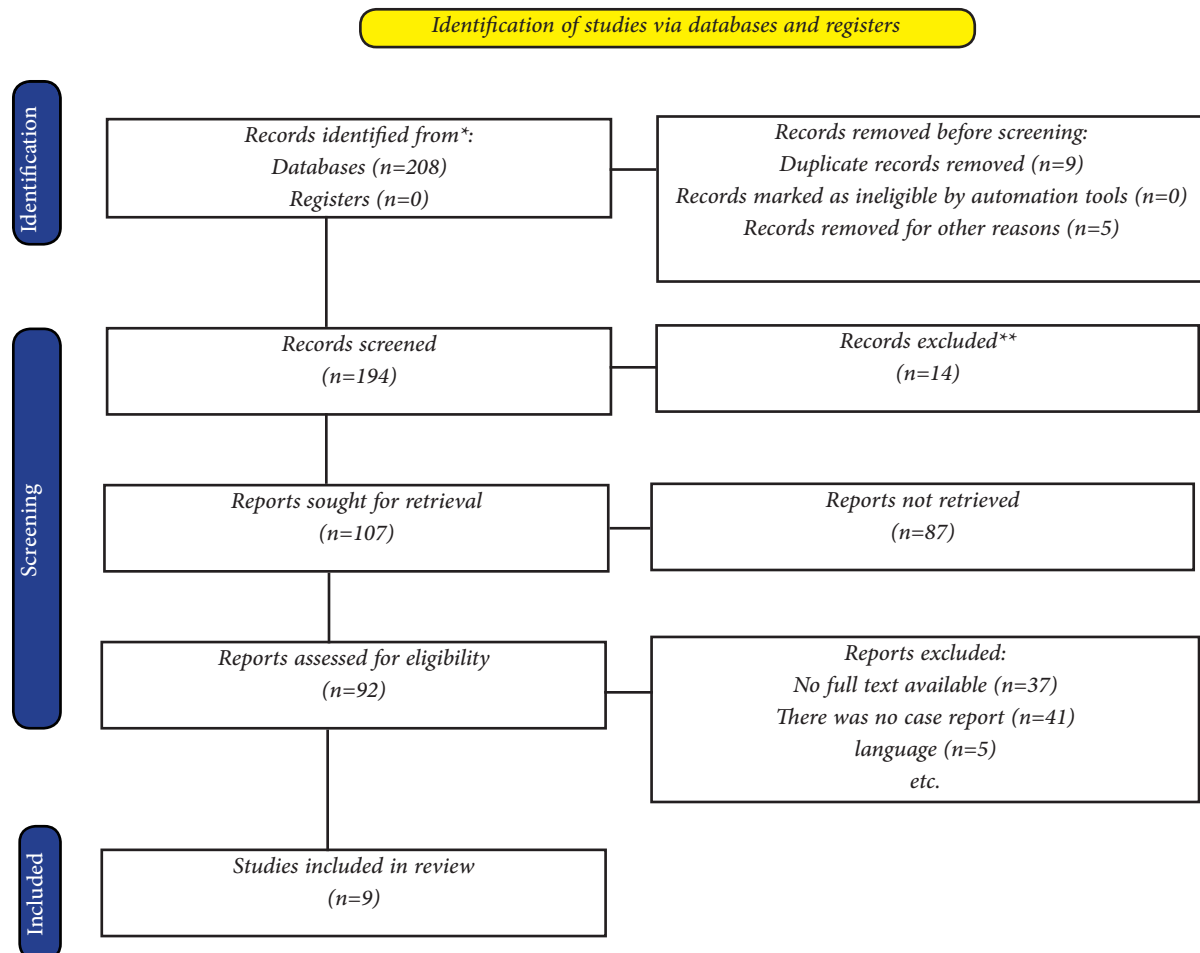 Identification of studies via databases and registers
Identification
Records identified from*:
Databases (n=208)
Registers (n=0)
Records removed before screening:
Duplicate records removed (n=9)
Records marked as ineligible by automation tools (n=0)
Records removed for other reasons (n=5)
Screening
Records screened
(n=194)
Records excluded**
(n=14)
Reports sought for retrieval
(n=107)
Reports not retrieved
(n=87)
Reports assessed for eligibility
(n=92)
Reports excluded:
No full text available (n=37)
There was no case report (n=41)
language (n=5)
etc.
Included
Studies included in review
(n=9)